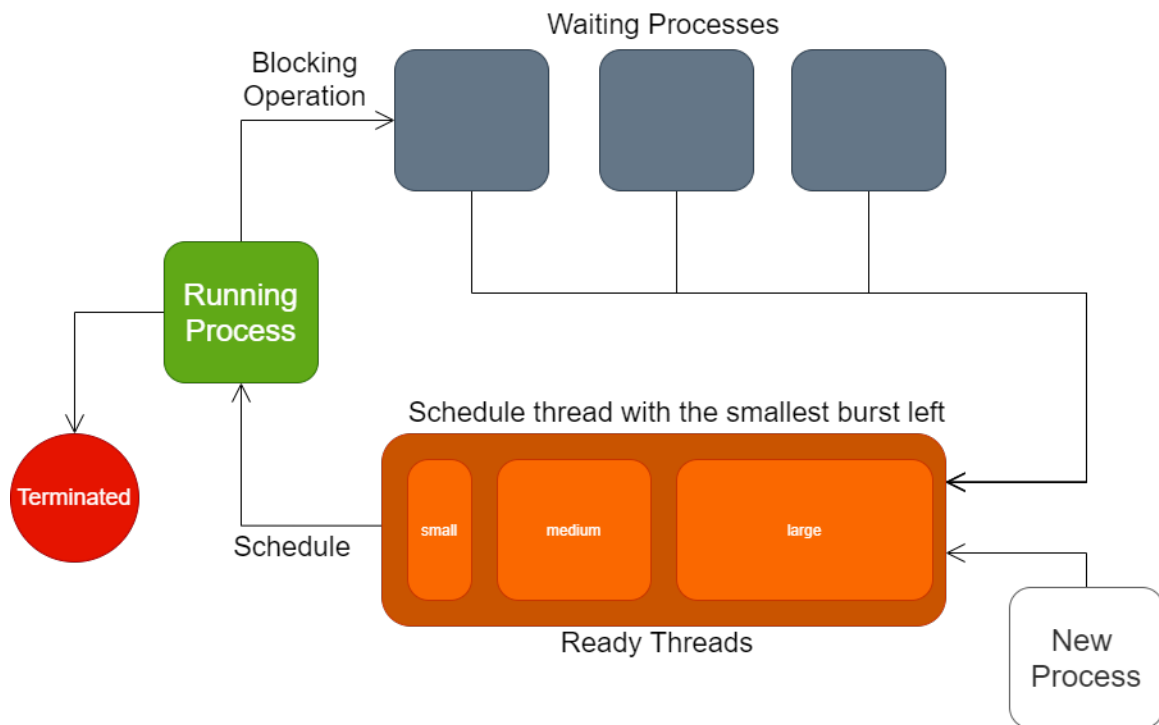 Waiting Processes
Blocking
Operation
Running
Process
Schedule thread with the smallest burst left
Terminated
small
medium
large
Schedule
Ready Threads
New
Process